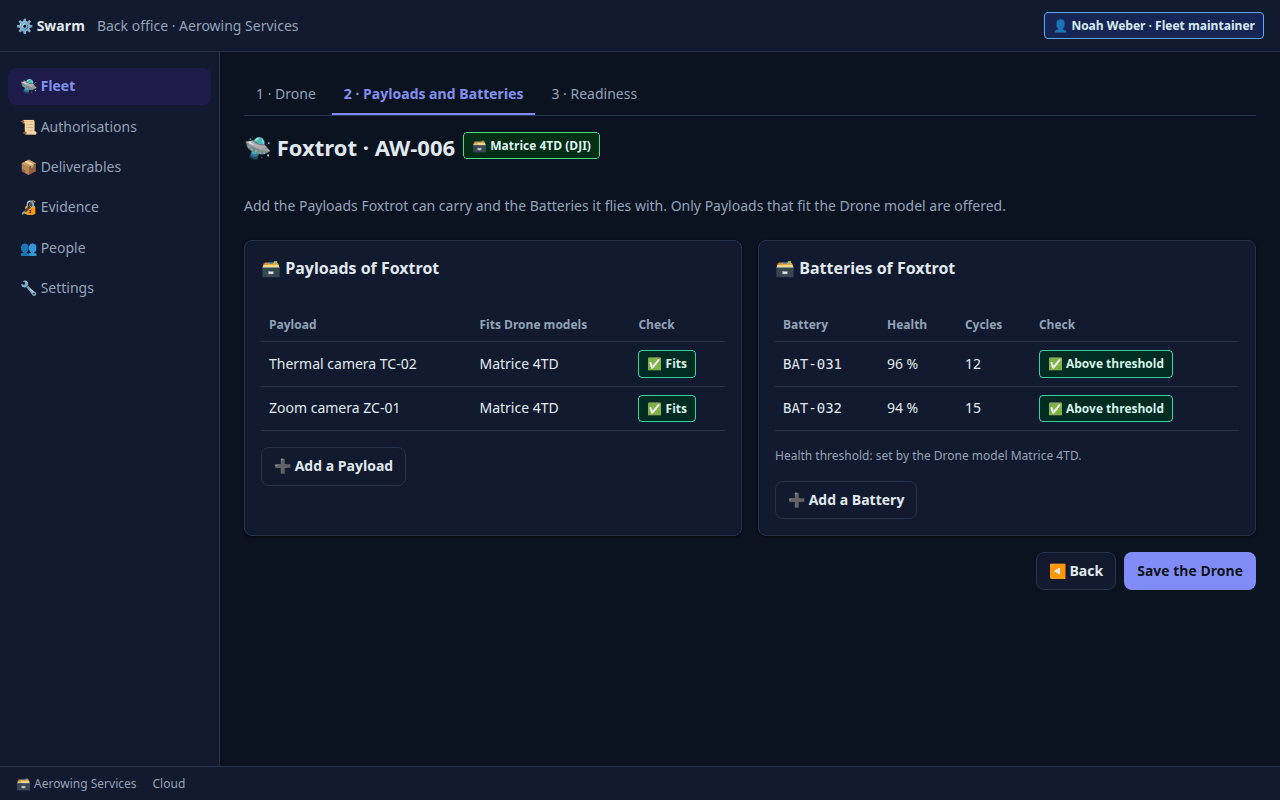 Swarm Back office · Aerowing Services
Noah Weber · Fleet maintainer
Fleet
Authorisations
Deliverables
Evidence
People
Settings
1 · Drone 2 · Payloads and Batteries 3 · Readiness
Foxtrot · AW-006 Matrice 4TD (DJI)
Add the Payloads Foxtrot can carry and the Batteries it flies with. Only Payloads that fit the Drone model are offered.
Payloads of Foxtrot
Payload Fits Drone models Check
Thermal camera TC-02 Matrice 4TD Fits
Zoom camera ZC-01 Matrice 4TD Fits
Add a Payload
Batteries of Foxtrot
Battery Health Cycles Check
BAT-031 96 % 12 Above threshold
BAT-032 94 % 15 Above threshold
Health threshold: set by the Drone model Matrice 4TD.
Add a Battery
Back Save the Drone
Aerowing Services Cloud